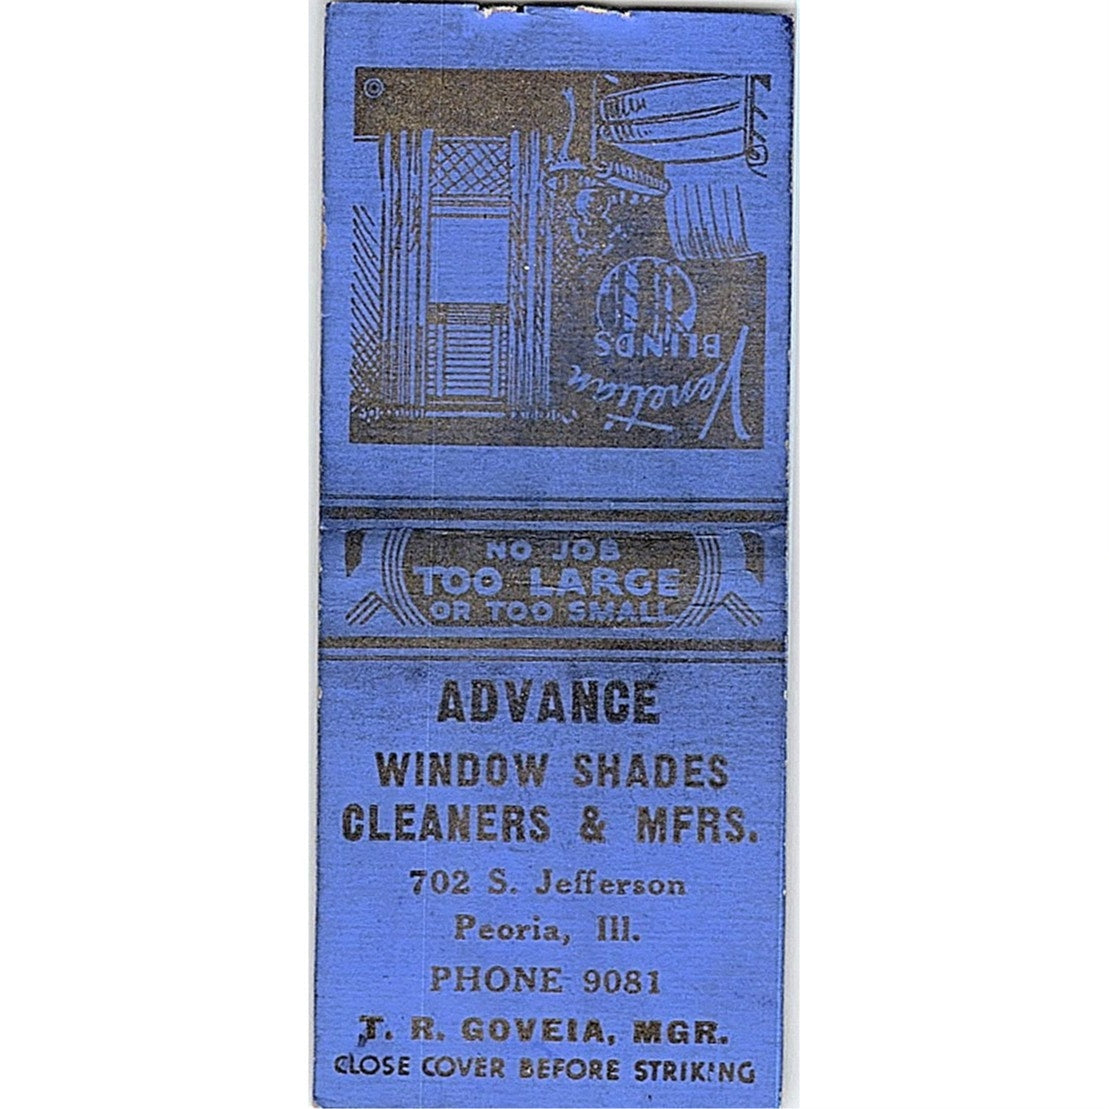 Venetian
BLINDS
NO JOB
TOO LARGE
OR TOO SMALL
ADVANCE
WINDOW SHADES
CLEANERS & MFRS.
702 S. Jefferson
Peoria, Ill.
PHONE 9081
T. R. GOVEIA, MGR.
CLOSE COVER BEFORE STRIKING